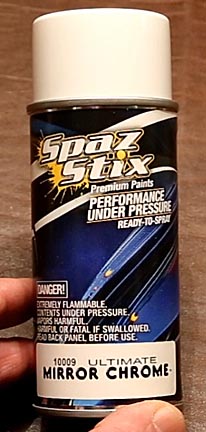 Spaz
Stix
Premium Paints
PERFORMANCE
UNDER PRESSURE
READY-TO-SPRAY
DANGER!
EXTREMELY FLAMMABLE.
CONTENTS UNDER PRESSURE.
VAPORS HARMFUL.
HARMFUL OR FATAL IF SWALLOWED.
READ BACK PANEL BEFORE USE.
10009 ULTIMATE
MIRROR CHROME™